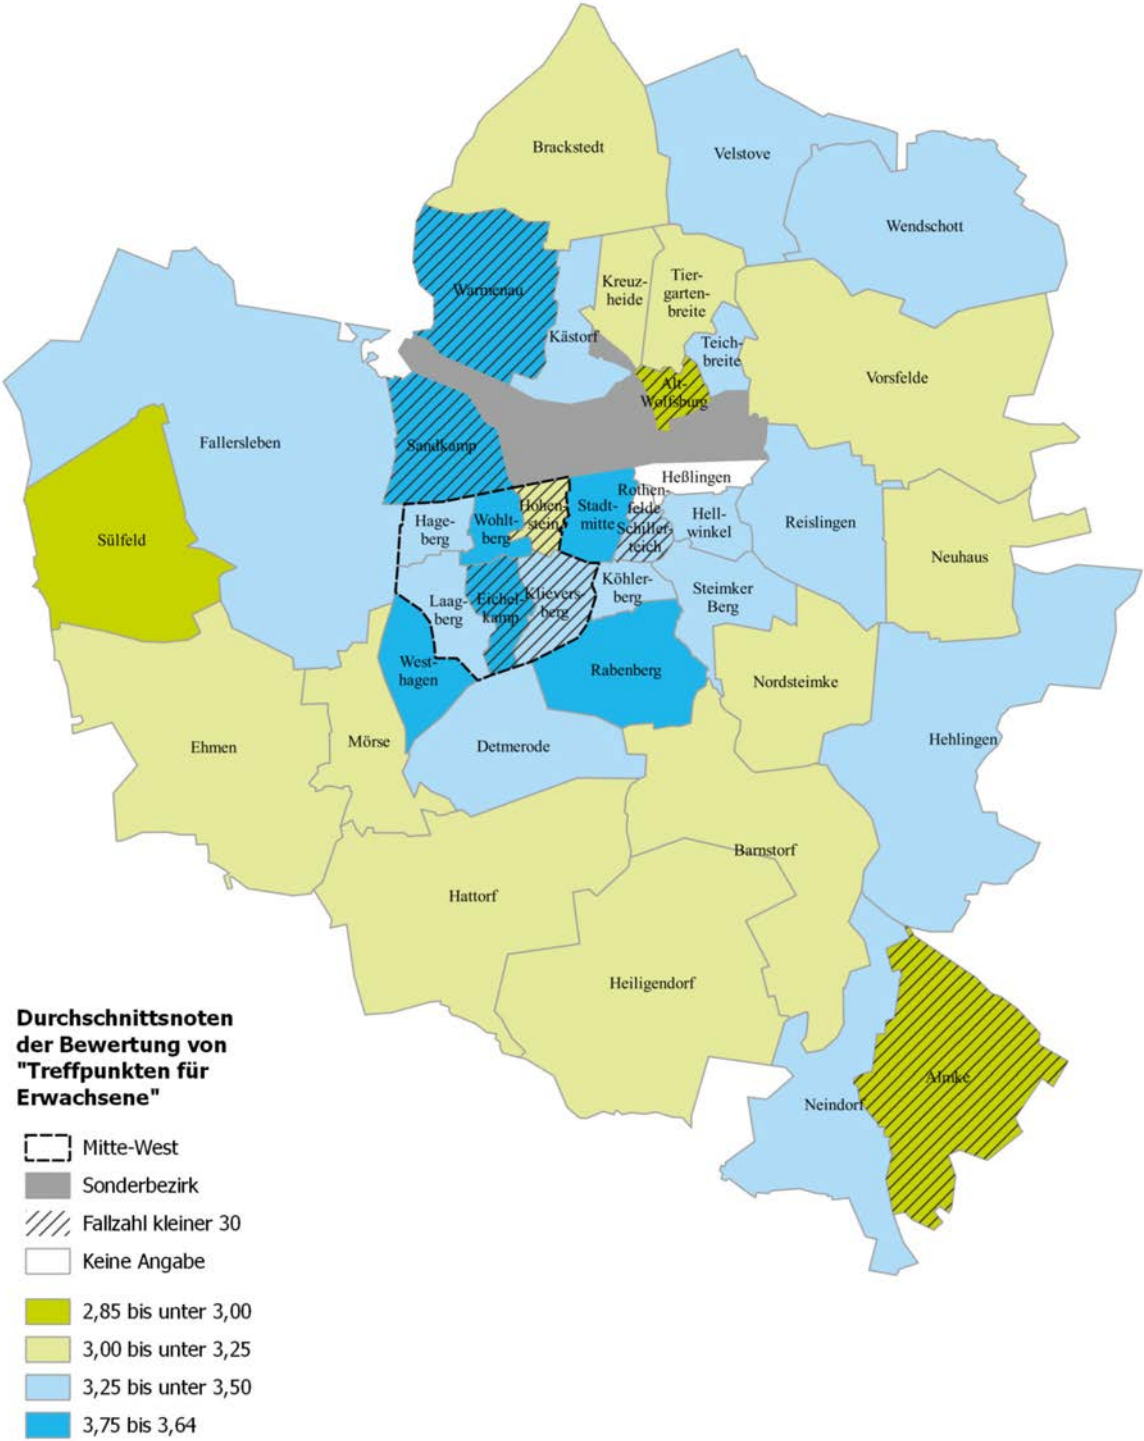 Brackstedt
Velstove
Wendschott
Warmenau
Kreuz-
heide
Tier-
garten-
breite
Kästorf
Teich-
breite
Vorsfelde
Alt-
Wolfsburg
Fallersleben
Sandkamp
Sülfeld
Heßlingen
Rothen-
felde
Hohen-
stein
Stadt-
mitte
Schiller-
teich
Hell-
winkel
Reislingen
Hage-
berg
Wohlt-
berg
Neuhaus
Laag-
berg
Eichel-
kamp
Klievers-
berg
Köhler-
berg
Steimker
Berg
West-
hagen
Rabenberg
Nordsteimke
Ehmen
Mörse
Detmerode
Hehlingen
Barnstorf
Hattorf
Heiligendorf
Almke
Neindorf
Durchschnittsnoten
der Bewertung von
"Treffpunkten für
Erwachsene"
Mitte-West
Sonderbezirk
Fallzahl kleiner 30
Keine Angabe
2,85 bis unter 3,00
3,00 bis unter 3,25
3,25 bis unter 3,50
3,75 bis 3,64